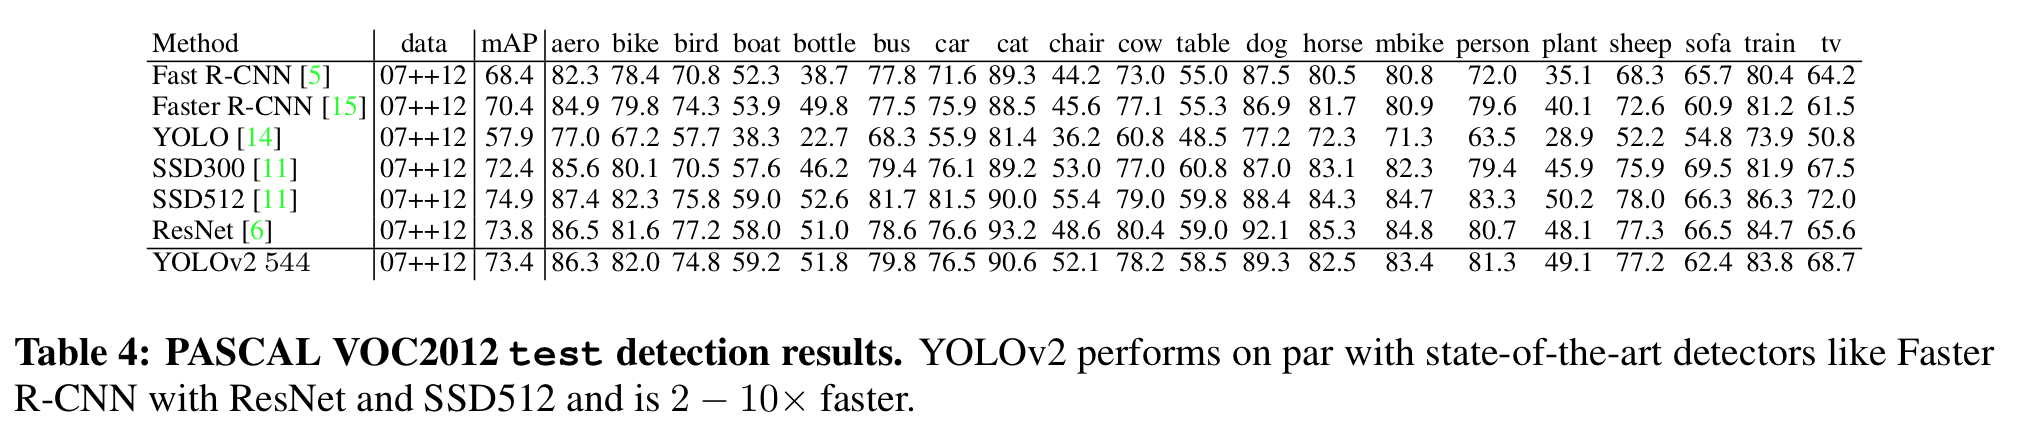 Method data mAP aero bike bird boat bottle bus car cat chair cow table dog horse mbike person plant sheep sofa train tv
Fast R-CNN [5] 07++12 68.4 82.3 78.4 70.8 52.3 38.7 77.8 71.6 89.3 44.2 73.0 55.0 87.5 80.5 80.8 72.0 35.1 68.3 65.7 80.4 64.2
Faster R-CNN [15] 07++12 70.4 84.9 79.8 74.3 53.9 49.8 77.5 75.9 88.5 45.6 77.1 55.3 86.9 81.7 80.9 79.6 40.1 72.6 60.9 81.2 61.5
YOLO [14] 07++12 57.9 77.0 67.2 57.7 38.3 22.7 68.3 55.9 81.4 36.2 60.8 48.5 77.2 72.3 71.3 63.5 28.9 52.2 54.8 73.9 50.8
SSD300 [11] 07++12 72.4 85.6 80.1 70.5 57.6 46.2 79.4 76.1 89.2 53.0 77.0 60.8 87.0 83.1 82.3 79.4 45.9 75.9 69.5 81.9 67.5
SSD512 [11] 07++12 74.9 87.4 82.3 75.8 59.0 52.6 81.7 81.5 90.0 55.4 79.0 59.8 88.4 84.3 84.7 83.3 50.2 78.0 66.3 86.3 72.0
ResNet [6] 07++12 73.8 86.5 81.6 77.2 58.0 51.0 78.6 76.6 93.2 48.6 80.4 59.0 92.1 85.3 84.8 80.7 48.1 77.3 66.5 84.7 65.6
YOLOv2 544 07++12 73.4 86.3 82.0 74.8 59.2 51.8 79.8 76.5 90.6 52.1 78.2 58.5 89.3 82.5 83.4 81.3 49.1 77.2 62.4 83.8 68.7
Table 4: PASCAL VOC2012 test detection results. YOLOv2 performs on par with state-of-the-art detectors like Faster
R-CNN with ResNet and SSD512 and is 2 − 10× faster.